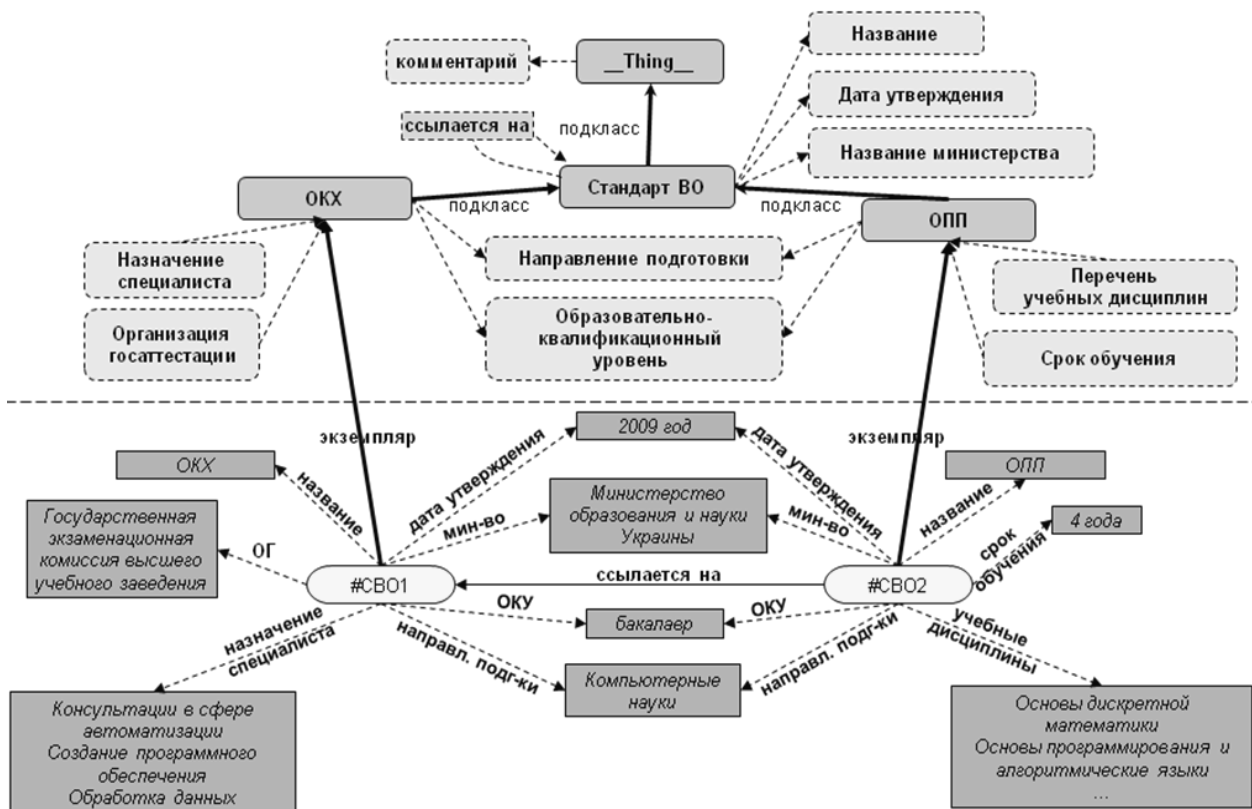 Название
комментарий
__Thing__
Дата утверждения
ссылается на
подкласс
Название министерства
ОКХ
Стандарт ВО
подкласс
подкласс
ОПП
Назначение
специалиста
Направление подготовки
Перечень
учебных дисциплин
Организация
госаттестации
Образовательно-
квалификационный
уровень
Срок обучения
экземпляр
2009 год
экземпляр
ОКХ
название
дата утверждения
дата утверждения
ОПП
Государственная
экзаменационная
комиссия высшего
учебного заведения
Министерство
образования и науки
Украины
мин-во
мин-во
название
4 года
ОГ
срок
обучения
#СВО1
ссылается на
#СВО2
ОКУ
бакалавр
ОКУ
назначение
специалиста
направл. подг-ки
Компьютерные
науки
направл. подг-ки
учебные
дисциплины
Консультации в сфере
автоматизации
Создание программного
обеспечения
Обработка данных
Основы дискретной
математики
Основы программирования и
алгоритмические языки
...